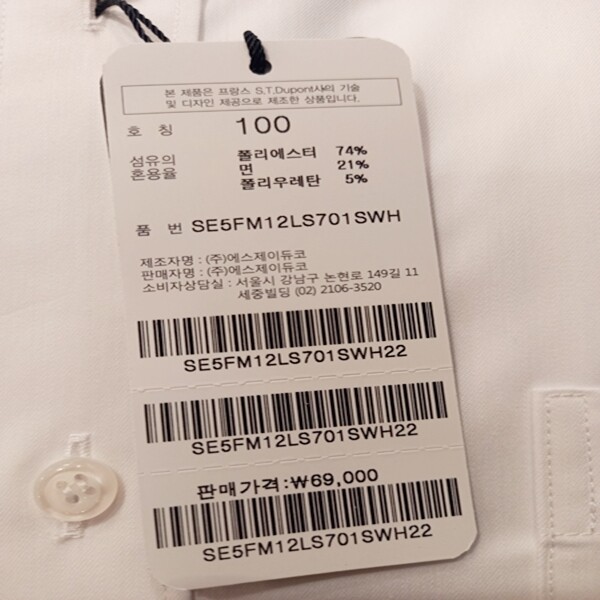 본 제품은 프랑스 S.T.Dupont사의 기술
및 디자인 제공으로 제조한 상품입니다.
호 칭 100
섬유의 혼용율 폴리에스터 74%
면 21%
폴리우레탄 5%
품 번 SE5FM12LS701SWH
제조자명 : (주)에스제이듀코
판매자명 : (주)에스제이듀코
소비자상담실 : 서울시 강남구 논현로 149길 11
세중빌딩 (02) 2106-3520
SE5FM12LS701SWH22
SE5FM12LS701SWH22
판매가격:₩69,000
SE5FM12LS701SWH22